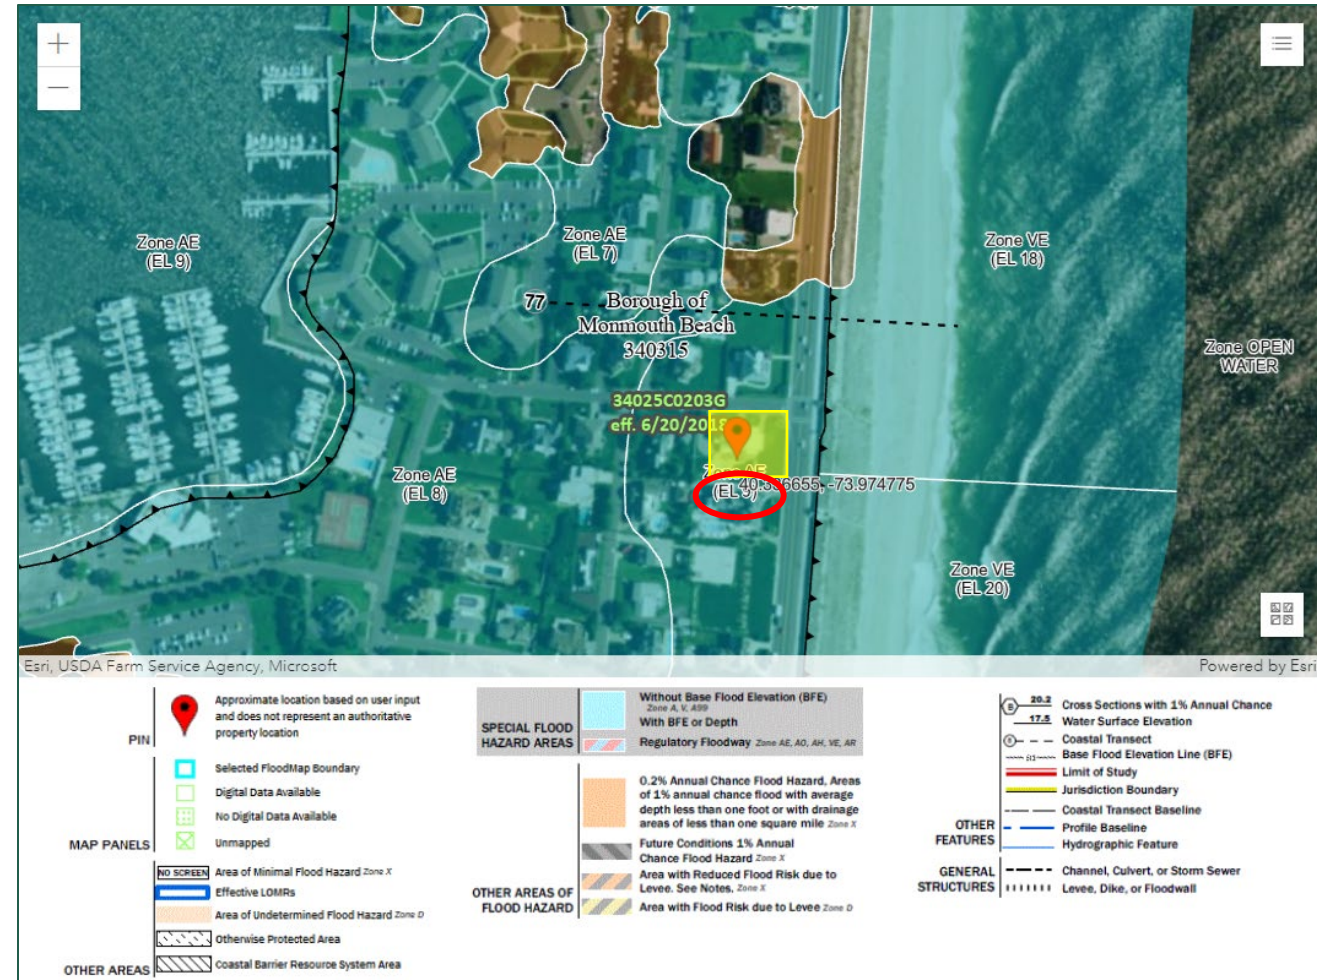 Zone AE
(EL 9)
Zone AE
(EL 7)
Zone VE
(EL 18)
77
Borough of
Monmouth Beach
340315
Zone OPEN
WATER
34025C0203G
eff. 6/20/2018
Zone AE
(EL 8)
Zone AE
(EL
-73.974775
Zone VE
(EL 20)
Esri, USDA Farm Service Agency, Microsoft
Powered by Esri
PIN
Approximate location based on user input
and does not represent an authoritative
property location
MAP PANELS
Selected FloodMap Boundary
Digital Data Available
No Digital Data Available
Unmapped
OTHER AREAS
NO SCREEN Area of Minimal Flood Hazard Zone X
Effective LOMRs
Area of Undetermined Flood Hazard Zone D
Otherwise Protected Area
Coastal Barrier Resource System Area
SPECIAL FLOOD
HAZARD AREAS
Without Base Flood Elevation (BFE)
Zone A, V, A99
With BFE or Depth
Regulatory Floodway Zone AE, AO, AH, VE, AR
OTHER AREAS OF
FLOOD HAZARD
0.2% Annual Chance Flood Hazard, Areas
of 1% annual chance flood with average
depth less than one foot or with drainage
areas of less than one square mile Zone X
Future Conditions 1% Annual
Chance Flood Hazard Zone X
Area with Reduced Flood Risk due to
Levee. See Notes. Zone X
Area with Flood Risk due to Levee Zone D
OTHER
FEATURES
B 20.2 Cross Sections with 1% Annual Chance
17.5 Water Surface Elevation
Coastal Transect
Base Flood Elevation Line (BFE)
Limit of Study
Jurisdiction Boundary
Coastal Transect Baseline
Profile Baseline
Hydrographic Feature
GENERAL
STRUCTURES
Channel, Culvert, or Storm Sewer
Levee, Dike, or Floodwall